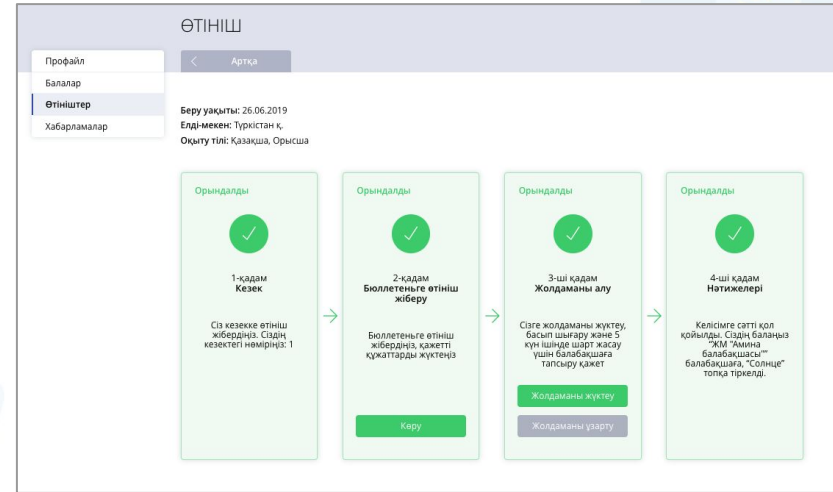 ӨТІНІШ
Артқа
Профайл
Балалар
Өтініштер
Хабарламалар
Беру уақыты: 26.06.2019
Елді-мекен: Түркістан қ.
Оқыту тілі: Қазақша, Орысша
Орындалды
1-қадам
Кезек
Сіз кезекке өтініш
жібердіңіз. Сіздің
кезектегі нөміріңіз: 1
Орындалды
2-қадам
Бюллетеньге өтініш
жіберу
Бюллетеньге өтініш
жібердіңіз, қажетті
құжаттарды жүктеңіз
Көру
Орындалды
3-ші қадам
Жолдаманы алу
Сізге жолдаманы жүктеу,
басып шығару және 5
күн ішінде шарт жасау
үшін балабақшаға
тапсыру қажет
Жолдаманы жүктеу
Жолдаманы ұзарту
Орындалды
4-ші қадам
Нәтижелері
Келісімге сәтті қол
қойылды. Сіздің балаңыз
"ЖМ "Амина
балабақшасы""
балабақшаға, "Солнце"
топқа тіркелді.